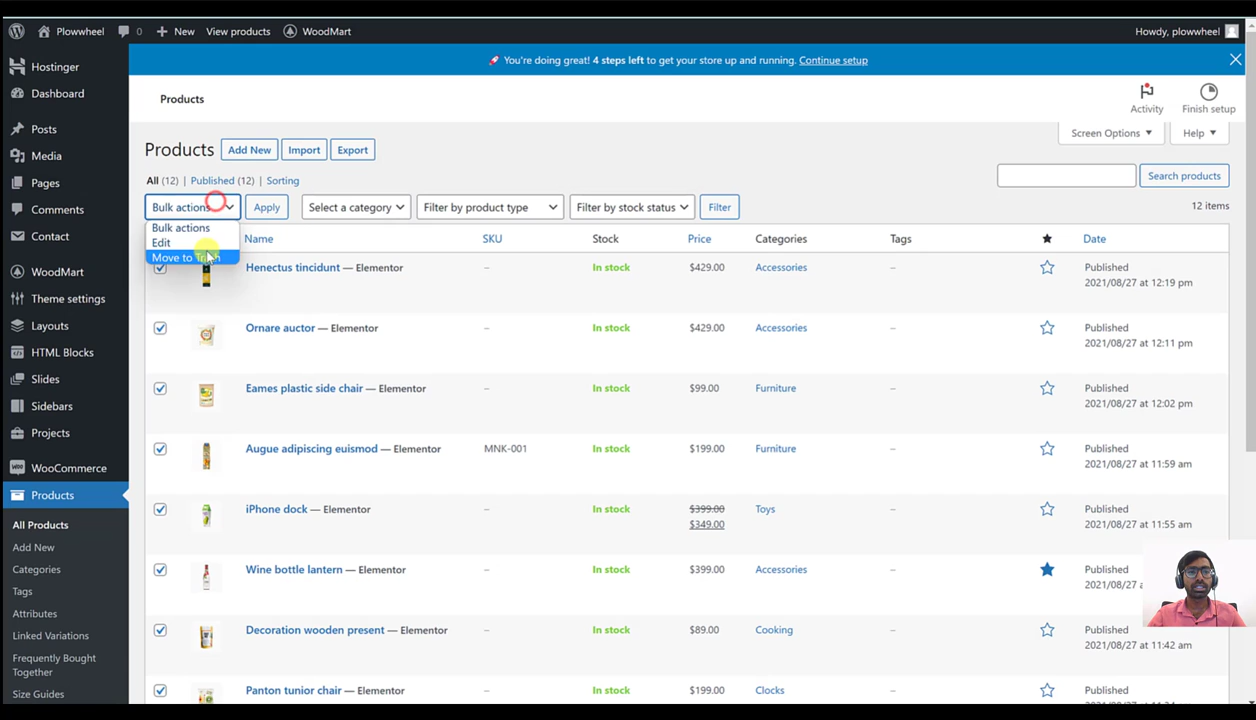 Plowwheel 0 New View products WoodMart Howdy, plowwheel
🚀 You're doing great! 4 steps left to get your store up and running. Continue setup
Hostinger
Dashboard
Posts
Media
Pages
Comments
Contact
WoodMart
Theme settings
Layouts
HTML Blocks
Slides
Sidebars
Projects
WooCommerce
Products
All Products
Add New
Categories
Tags
Attributes
Linked Variations
Frequently Bought
Together
Size Guides
Products
Activity
Finish setup
Screen Options
Help
Products Add New Import Export
All (12) | Published (12) | Sorting
Search products
Bulk actions Apply Select a category Filter by product type Filter by stock status Filter 12 items
Bulk actions
Edit
Move to Trash
Name SKU Stock Price Categories Tags Date
Henectus tincidunt — Elementor – In stock $429.00 Accessories – Published
2021/08/27 at 12:19 pm
Ornare auctor — Elementor – In stock $429.00 Accessories – Published
2021/08/27 at 12:11 pm
Eames plastic side chair — Elementor – In stock $99.00 Furniture – Published
2021/08/27 at 12:02 pm
Augue adipiscing euismod — Elementor MNK-001 In stock $199.00 Furniture – Published
2021/08/27 at 11:59 am
iPhone dock — Elementor – In stock $399.00 Toys – Published
$349.00 2021/08/27 at 11:55 am
Wine bottle lantern — Elementor – In stock $399.00 Accessories –
Decoration wooden present — Elementor – In stock $89.00 Cooking – Published
2021/08/27 at 11:42 am
Panton tunior chair — Elementor – In stock $199.00 Clocks – Published